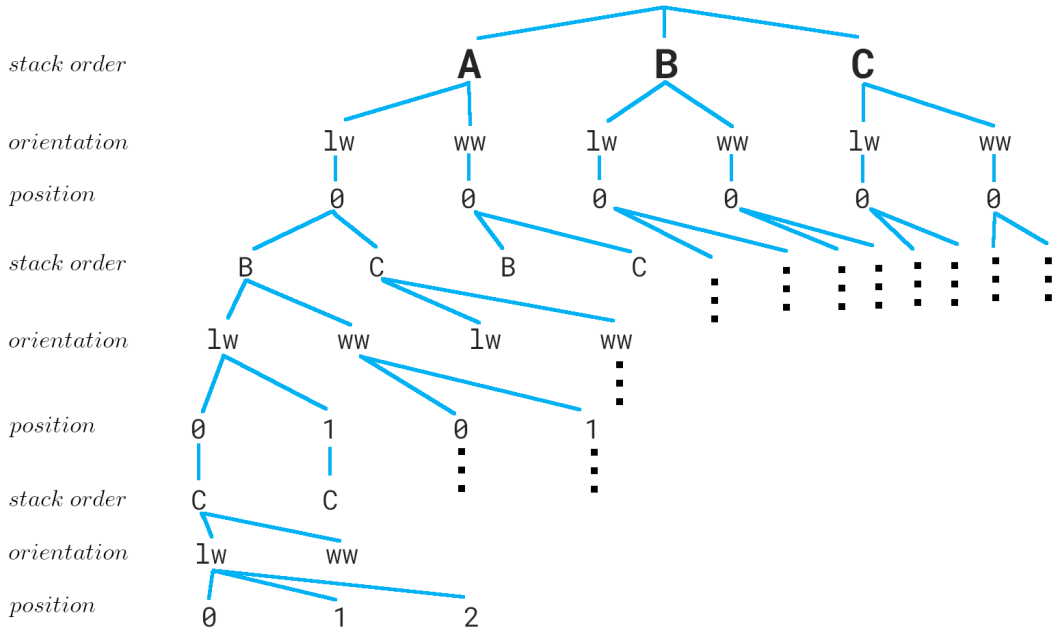 stack order A B C
orientation lw ww lw ww lw ww
position 0 0 0 0 0 0
stack order B C B C
orientation lw ww lw ww
position 0 1 0 1
stack order C C
orientation lw ww
position 0 1 2